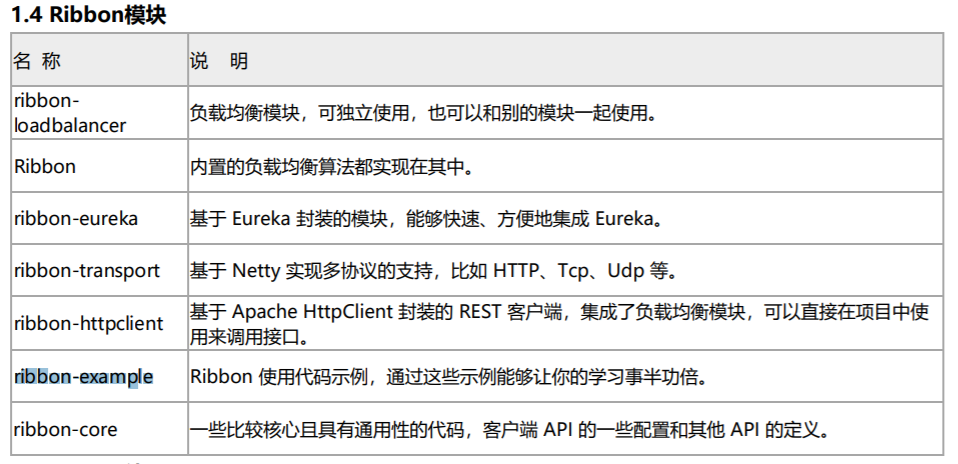 1.4 Ribbon模块
名 称
说 明
ribbon-
loadbalancer
负载均衡模块，可独立使用，也可以和别的模块一起使用。
Ribbon
内置的负载均衡算法都实现在其中。
ribbon-eureka
基于 Eureka 封装的模块，能够快速、方便地集成 Eureka。
ribbon-transport
基于 Netty 实现多协议的支持，比如 HTTP、Tcp、Udp 等。
ribbon-httpclient
基于 Apache HttpClient 封装的 REST 客户端，集成了负载均衡模块，可以直接在项目中使
用来调用接口。
ribbon-example
Ribbon 使用代码示例，通过这些示例能够让你的学习事半功倍。
ribbon-core
一些比较核心且具有通用性的代码，客户端 API 的一些配置和其他 API 的定义。